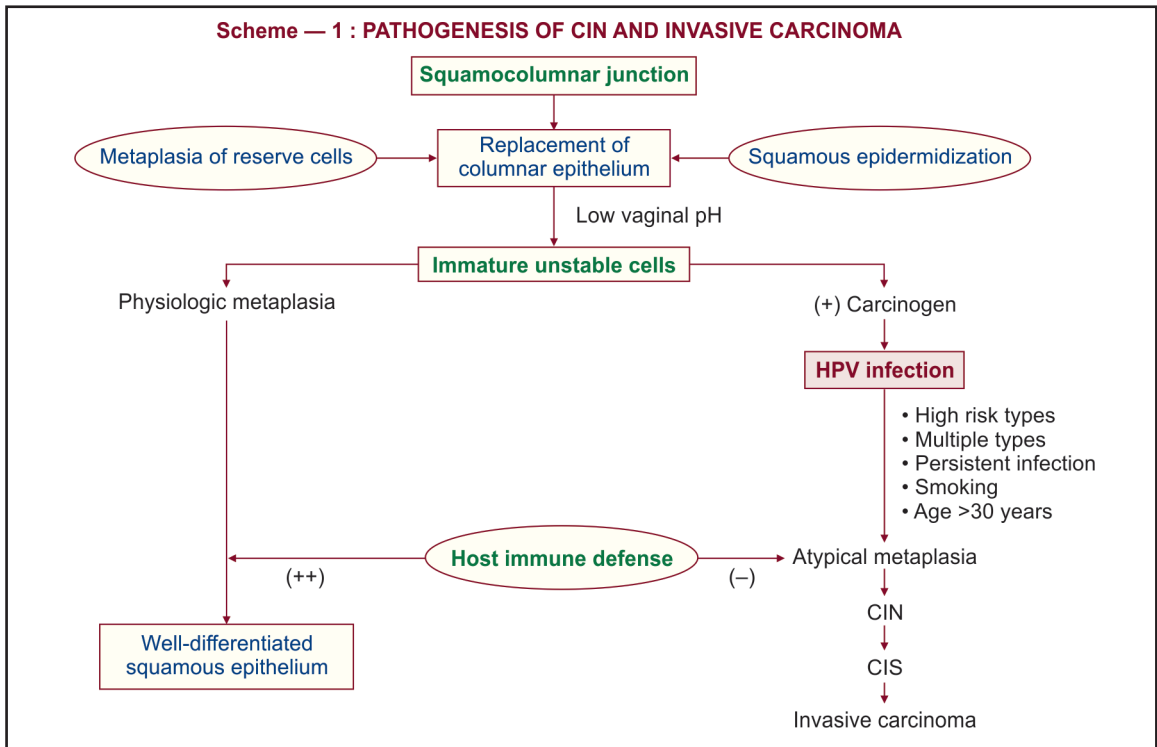 Scheme — 1 : PATHOGENESIS OF CIN AND INVASIVE CARCINOMA
Squamocolumnar junction
Metaplasia of reserve cells
Replacement of
columnar epithelium
Squamous epidermidization
Low vaginal pH
Immature unstable cells
Physiologic metaplasia
(+) Carcinogen
HPV infection
• High risk types
• Multiple types
• Persistent infection
• Smoking
• Age >30 years
Host immune defense
(++)
(–)
Atypical metaplasia
CIN
Well-differentiated
squamous epithelium
CIS
Invasive carcinoma